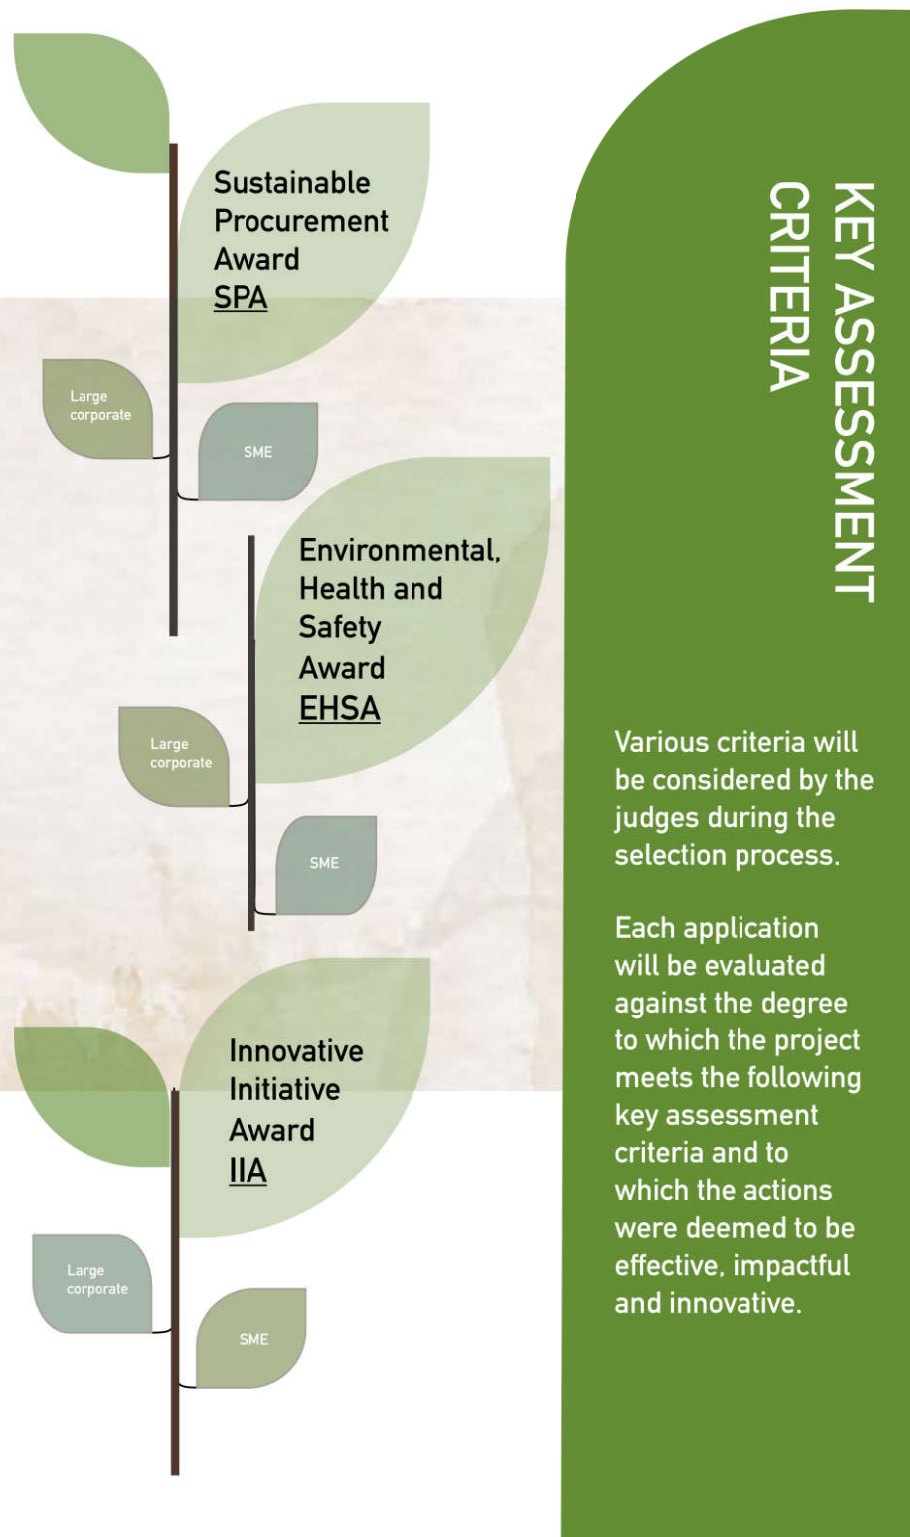 Sustainable
Procurement
Award
SPA
Large
corporate
SME
Environmental,
Health and
Safety
Award
EHSA
Large
corporate
SME
Innovative
Initiative
Award
IIA
Large
corporate
SME
KEY ASSESSMENT
CRITERIA
Various criteria will
be considered by the
judges during the
selection process.
Each application
will be evaluated
against the degree
to which the project
meets the following
key assessment
criteria and to
which the actions
were deemed to be
effective, impactful
and innovative.